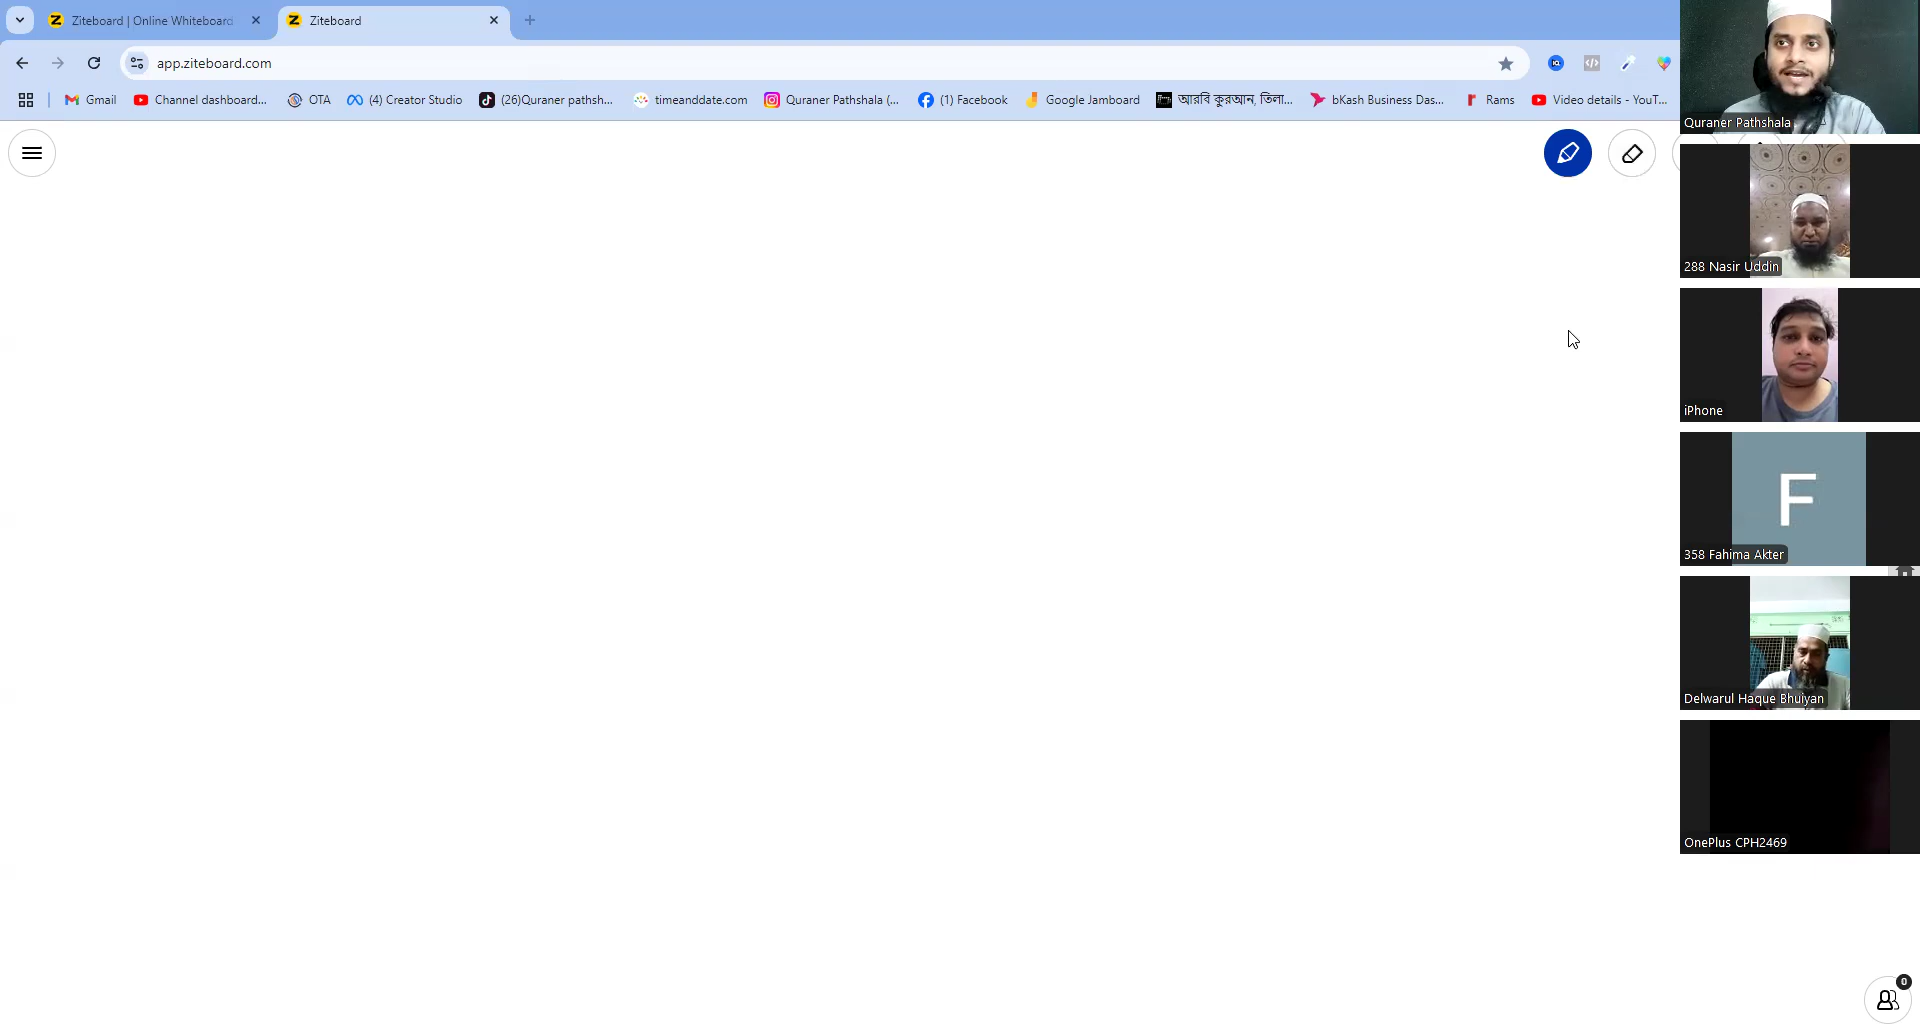 Ziteboard | Online Whiteboard
Ziteboard
app.ziteboard.com
Gmail
Channel dashboard...
OTA
(4) Creator Studio
(26)Quraner pathsh...
timeanddate.com
Quraner Pathshala (...
(1) Facebook
Google Jamboard
আরবি কুরআন, তিলা...
bKash Business Das...
Rams
Video details - YouT...
Quraner Pathshala
288 Nasir Uddin
iPhone
F
358 Fahima Akter
Delwarul Haque Bhuiyan
OnePlus CPH2469
0